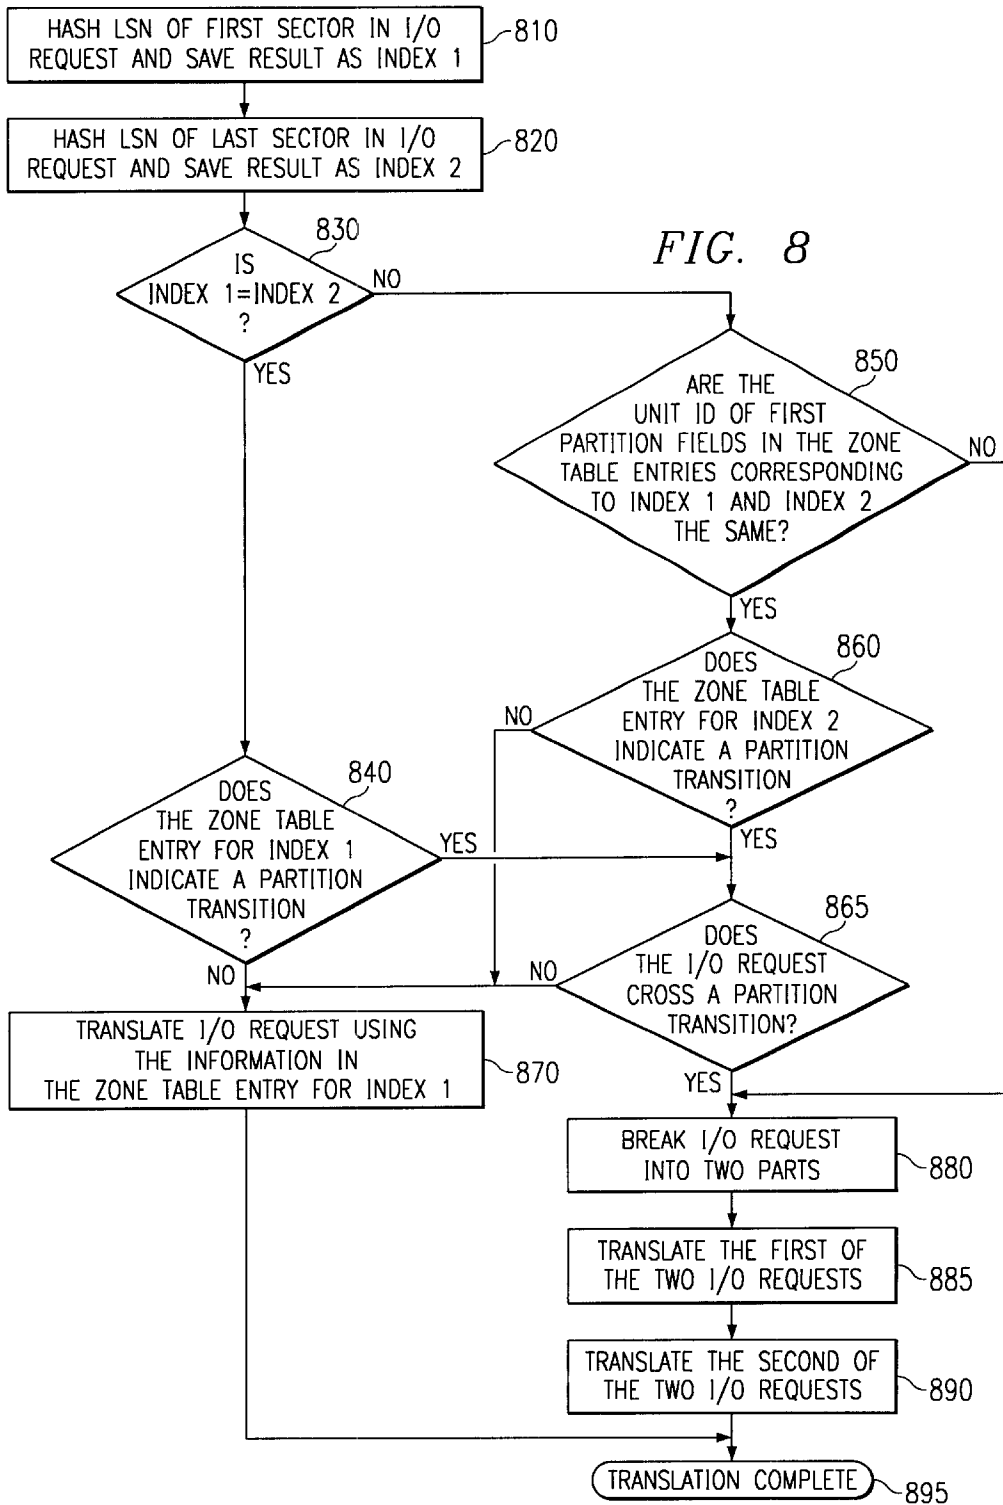 HASH LSN OF FIRST SECTOR IN I/O
REQUEST AND SAVE RESULT AS INDEX 1
810
HASH LSN OF LAST SECTOR IN I/O
REQUEST AND SAVE RESULT AS INDEX 2
820
FIG. 8
830
IS
INDEX 1=INDEX 2
?
NO
YES
850
ARE THE
UNIT ID OF FIRST
PARTITION FIELDS IN THE ZONE
TABLE ENTRIES CORRESPONDING
TO INDEX 1 AND INDEX 2
THE SAME?
NO
YES
860
DOES
THE ZONE TABLE
ENTRY FOR INDEX 2
INDICATE A PARTITION
TRANSITION
?
NO
YES
840
DOES
THE ZONE TABLE
ENTRY FOR INDEX 1
INDICATE A PARTITION
TRANSITION
?
YES
NO
865
DOES
THE I/O REQUEST
CROSS A PARTITION
TRANSITION?
NO
YES
TRANSLATE I/O REQUEST USING
THE INFORMATION IN
THE ZONE TABLE ENTRY FOR INDEX 1
870
BREAK I/O REQUEST
INTO TWO PARTS
880
TRANSLATE THE FIRST OF
THE TWO I/O REQUESTS
885
TRANSLATE THE SECOND OF
THE TWO I/O REQUESTS
890
TRANSLATION COMPLETE
895